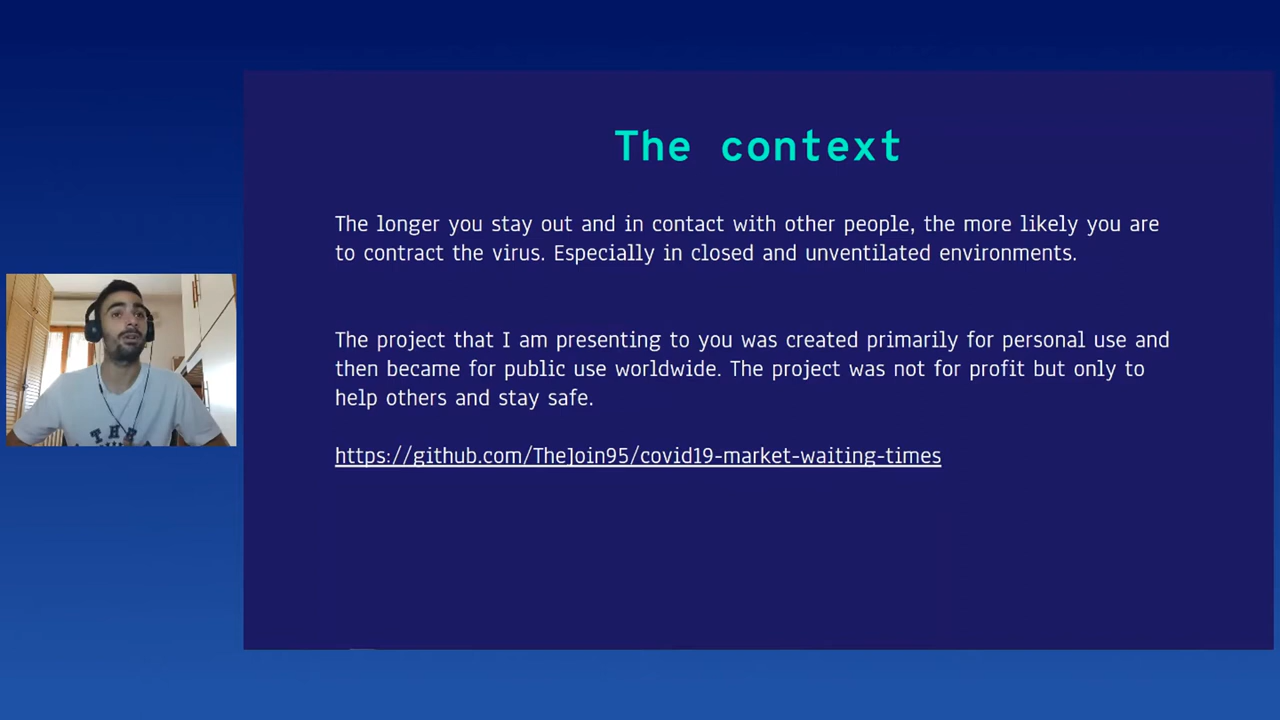 The context
The longer you stay out and in contact with other people, the more likely you are
to contract the virus. Especially in closed and unventilated environments.
The project that I am presenting to you was created primarily for personal use and
then became for public use worldwide. The project was not for profit but only to
help others and stay safe.
https://github.com/TheJoin95/covid19-market-waiting-times
THE